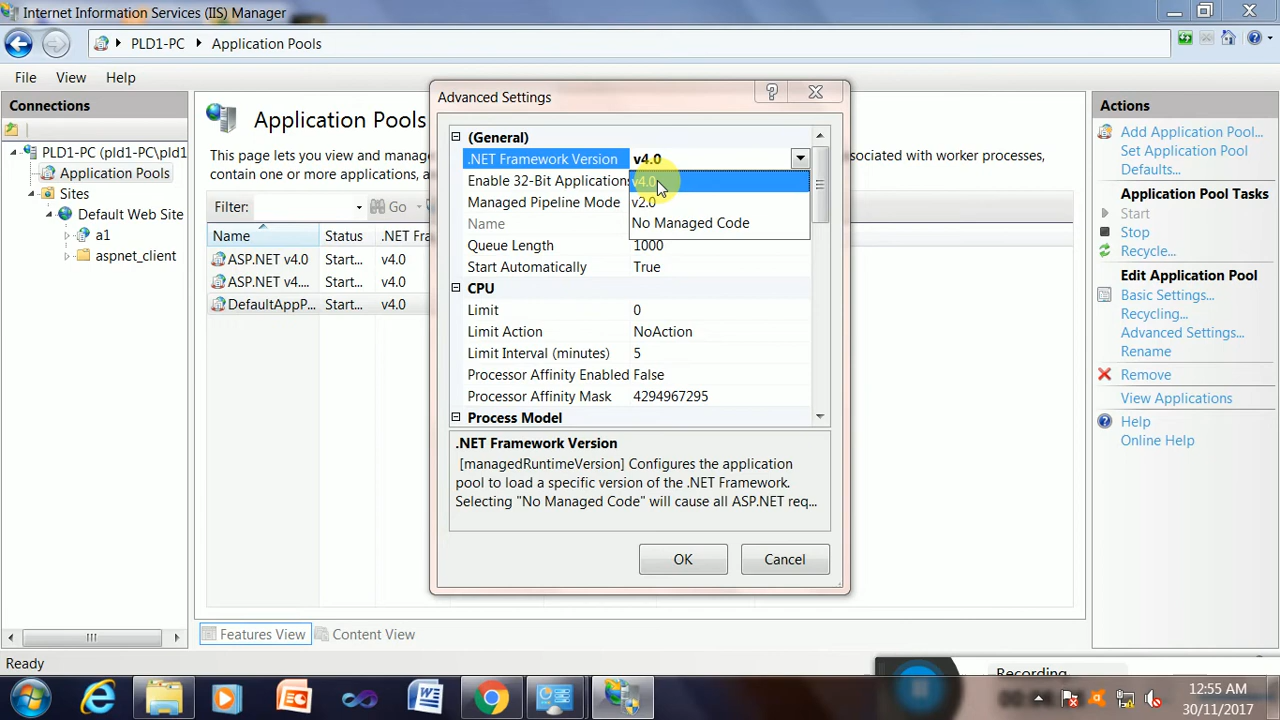 Internet Information Services (IIS) Manager
PLD1-PC Application Pools
File View Help
Connections
PLD1-PC (pld1-PC\pld1
Application Pools
Sites
Default Web Site
a1
aspnet_client
Application Pools
This page lets you view and manage
associated with worker processes,
contain one or more applications, a
Filter: Go
Name Status .NET Fra
ASP.NET v4.0 Start... v4.0
ASP.NET v4.... Start... v4.0
DefaultAppP... Start... v4.0
Features View Content View
Advanced Settings
(General)
.NET Framework Version v4.0
Enable 32-Bit Applications v4.0
Managed Pipeline Mode v2.0
Name No Managed Code
Queue Length 1000
Start Automatically True
CPU
Limit 0
Limit Action NoAction
Limit Interval (minutes) 5
Processor Affinity Enabled False
Processor Affinity Mask 4294967295
Process Model
.NET Framework Version
[managedRuntimeVersion] Configures the application
pool to load a specific version of the .NET Framework.
Selecting "No Managed Code" will cause all ASP.NET req...
OK Cancel
Actions
Add Application Pool...
Set Application Pool
Defaults...
Application Pool Tasks
Start
Stop
Recycle...
Edit Application Pool
Basic Settings...
Recycling...
Advanced Settings...
Rename
Remove
View Applications
Help
Online Help
Ready
Recording
12:55 AM
30/11/2017